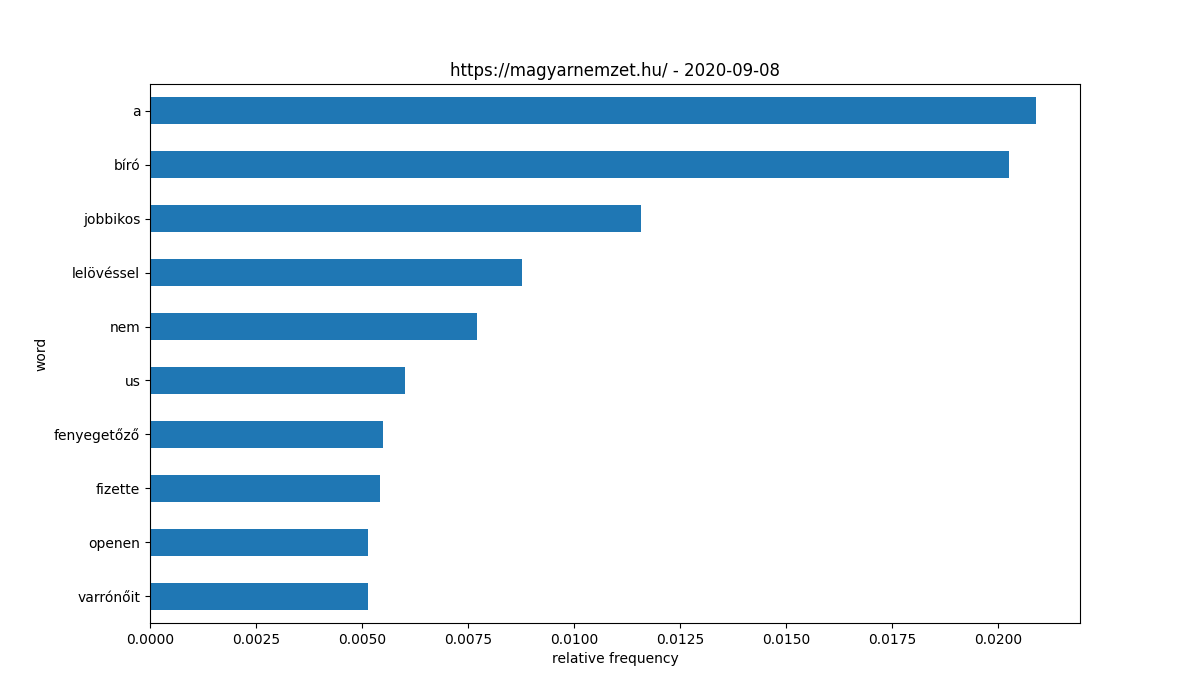 https://magyarnemzet.hu/ - 2020-09-08
a
bíró
jobbikos
lelövéssel
nem
us
fenyegetőző
fizette
openen
varrónőit
word
0.0000 0.0025 0.0050 0.0075 0.0100 0.0125 0.0150 0.0175 0.0200
relative frequency